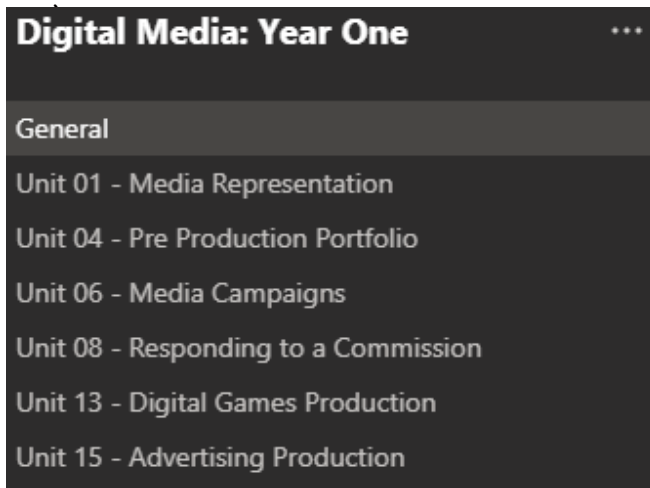 Digital Media: Year One
General
Unit 01 - Media Representation
Unit 04 - Pre Production Portfolio
Unit 06 - Media Campaigns
Unit 08 - Responding to a Commission
Unit 13 - Digital Games Production
Unit 15 - Advertising Production